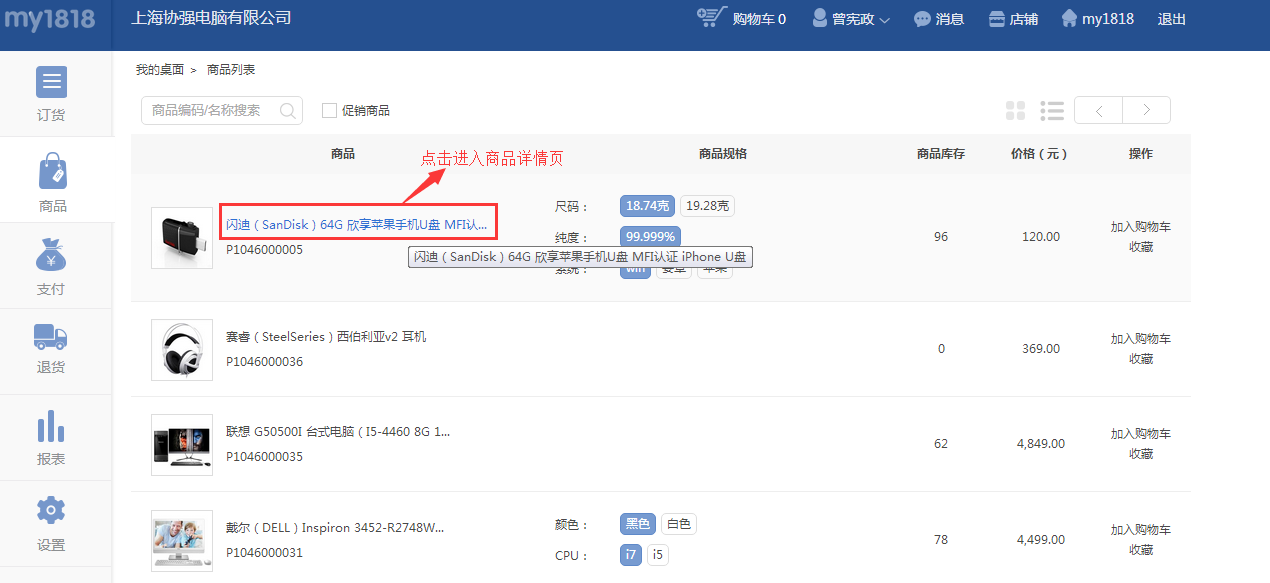 my1818 上海协强电脑有限公司 购物车 0 曾宪政 消息 店铺 my1818 退出
我的桌面 > 商品列表
订货
商品
支付
退货
报表
设置
商品编码/名称搜索 促销商品
商品 商品规格 商品库存 价格（元） 操作
点击进入商品详情页
闪迪（SanDisk）64G 欣享苹果手机U盘 MFI认...
P1046000005
闪迪（SanDisk）64G 欣享苹果手机U盘 MFI认证 iPhone U盘
尺码： 18.74克 19.28克
纯度： 99.999%
系统： win 安卓 苹果
96 120.00 加入购物车
收藏
赛睿（SteelSeries）西伯利亚v2 耳机
P1046000036
0 369.00 加入购物车
收藏
联想 G50500I 台式电脑（I5-4460 8G 1...
P1046000035
62 4,849.00 加入购物车
收藏
戴尔（DELL）Inspiron 3452-R2748W...
P1046000031
颜色： 黑色 白色
CPU： i7 i5
78 4,499.00 加入购物车
收藏